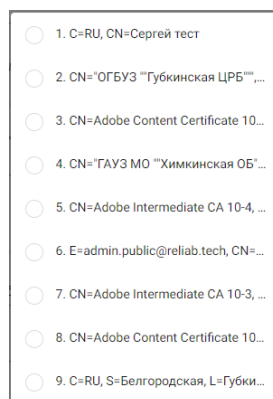 1. C=RU, CN=Сергей тест
2. CN="ОГБУЗ ""Губкинская ЦРБ""",...
3. CN=Adobe Content Certificate 10...
4. CN="ГАУЗ МО ""Химкинская ОБ"...
5. CN=Adobe Intermediate CA 10-4, ...
6. E=admin.public@reliab.tech, CN=...
7. CN=Adobe Intermediate CA 10-3, ...
8. CN=Adobe Content Certificate 10...
9. C=RU, S=Белгородская, L=Губки...